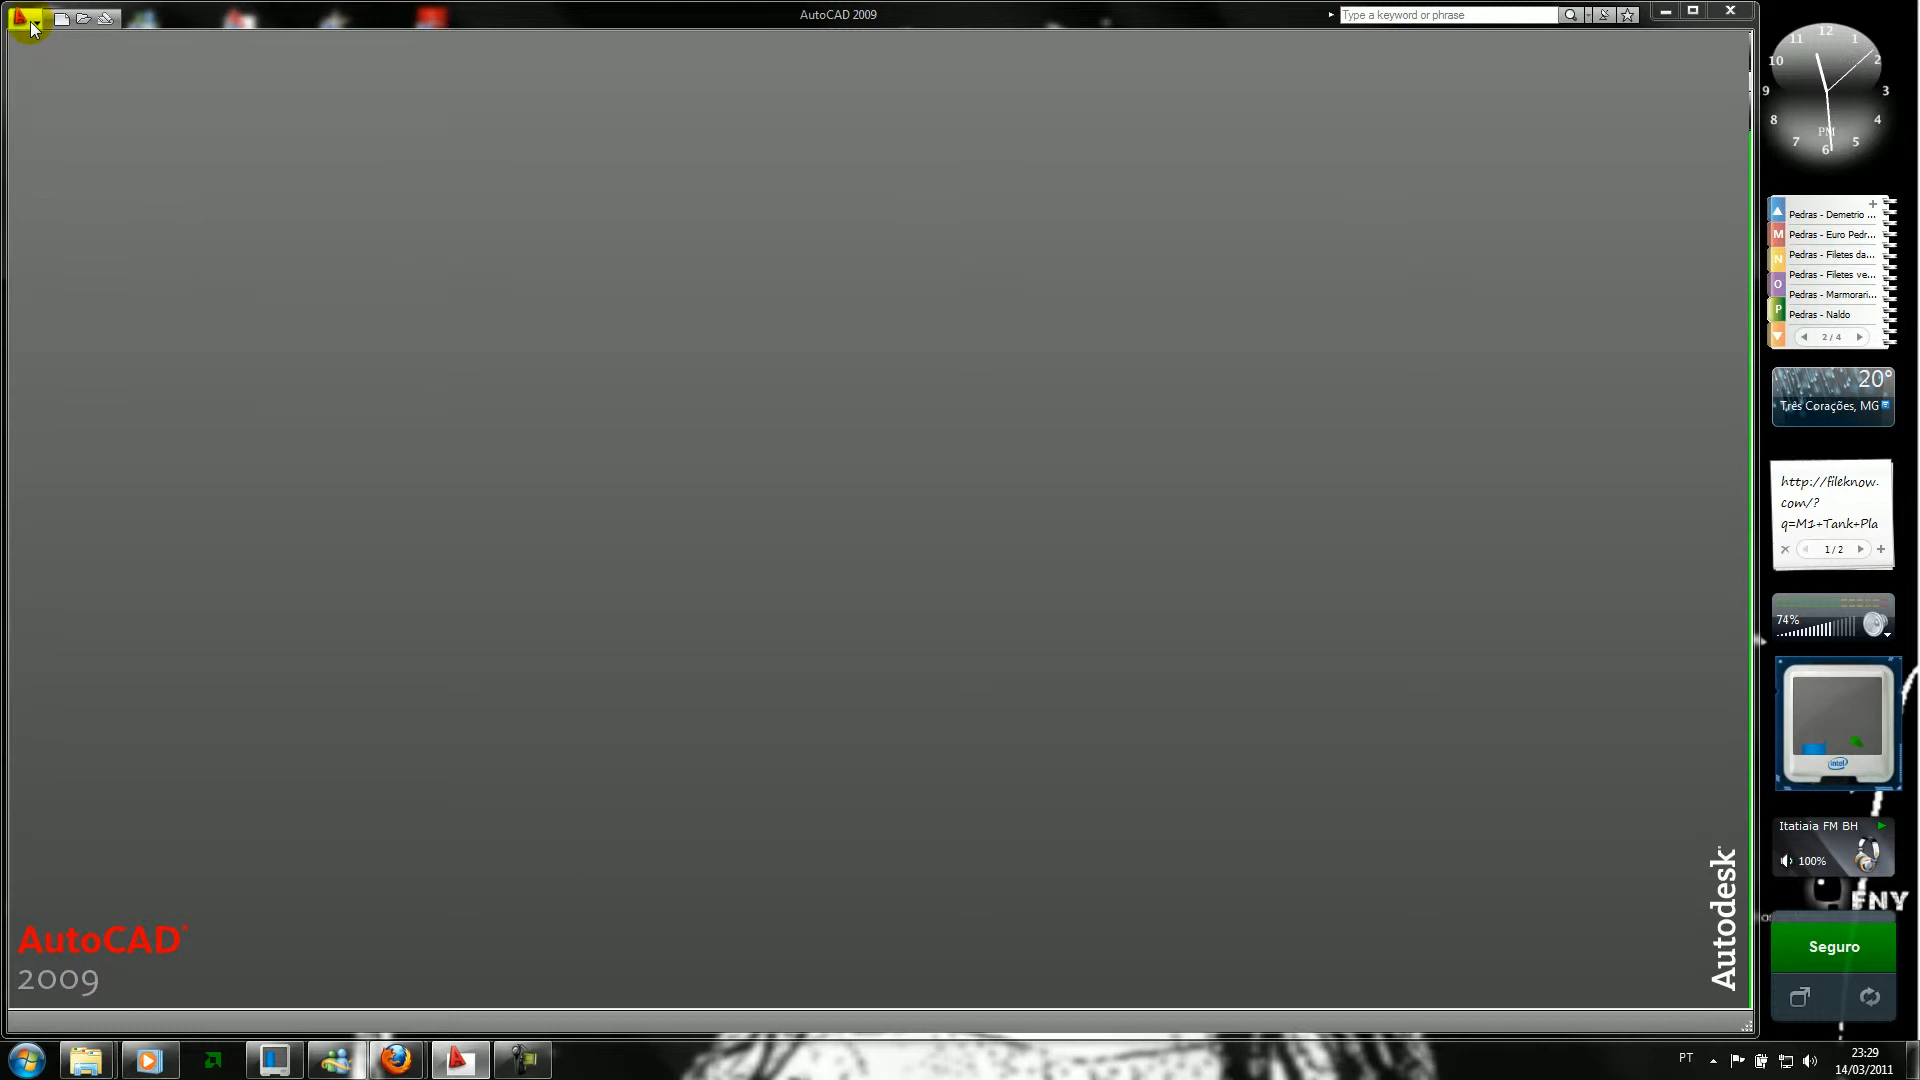 AutoCAD 2009
Type a keyword or phrase
12
11
1
10
2
9
3
8
4
7
5
6
PM
Pedras - Demetrio ...
M
Pedras - Euro Pedr...
N
Pedras - Filetes da...
Pedras - Filetes ve...
O
Pedras - Marmorari...
P
Pedras - Naldo
2 / 4
20°
Três Corações, MG
http://fileknow.
com/?
q=M1+Tank+Pla
1 / 2
74%
intel
Itatiaia FM BH
100%
ENY
Seguro
AutoCAD
2009
Autodesk
PT
23:29
14/03/2011